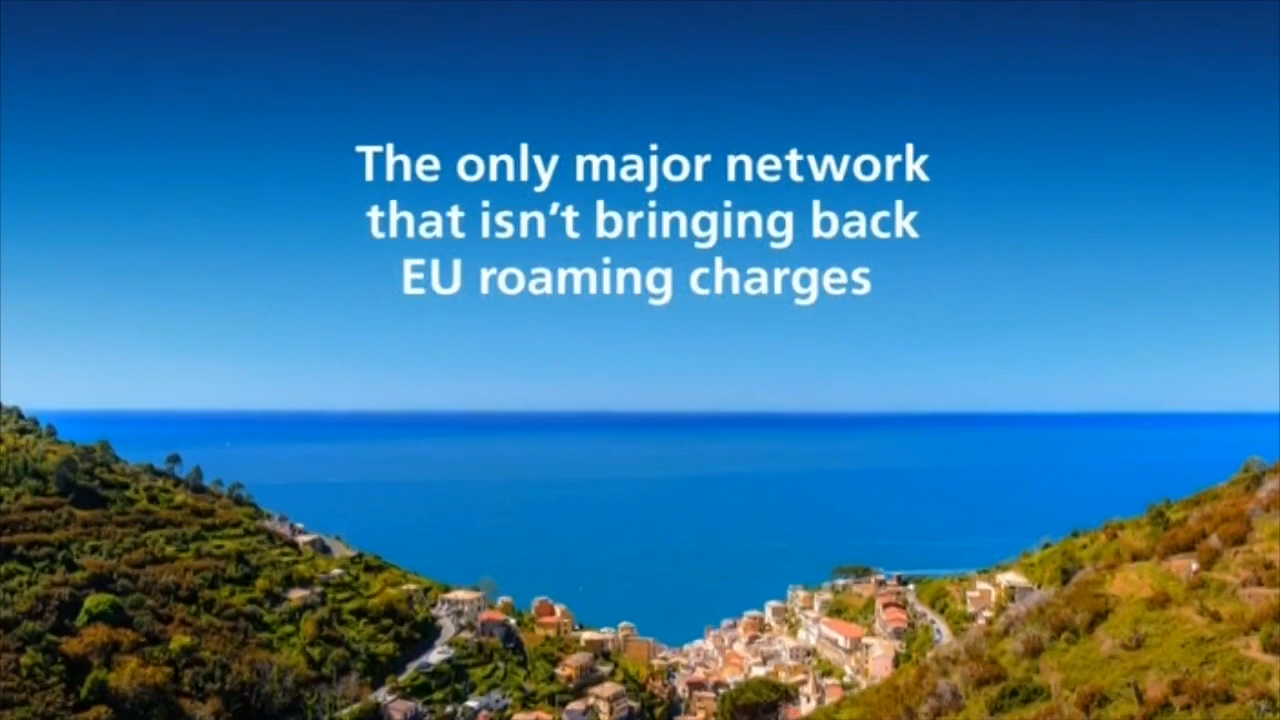 The only major network
that isn’t bringing back
EU roaming charges